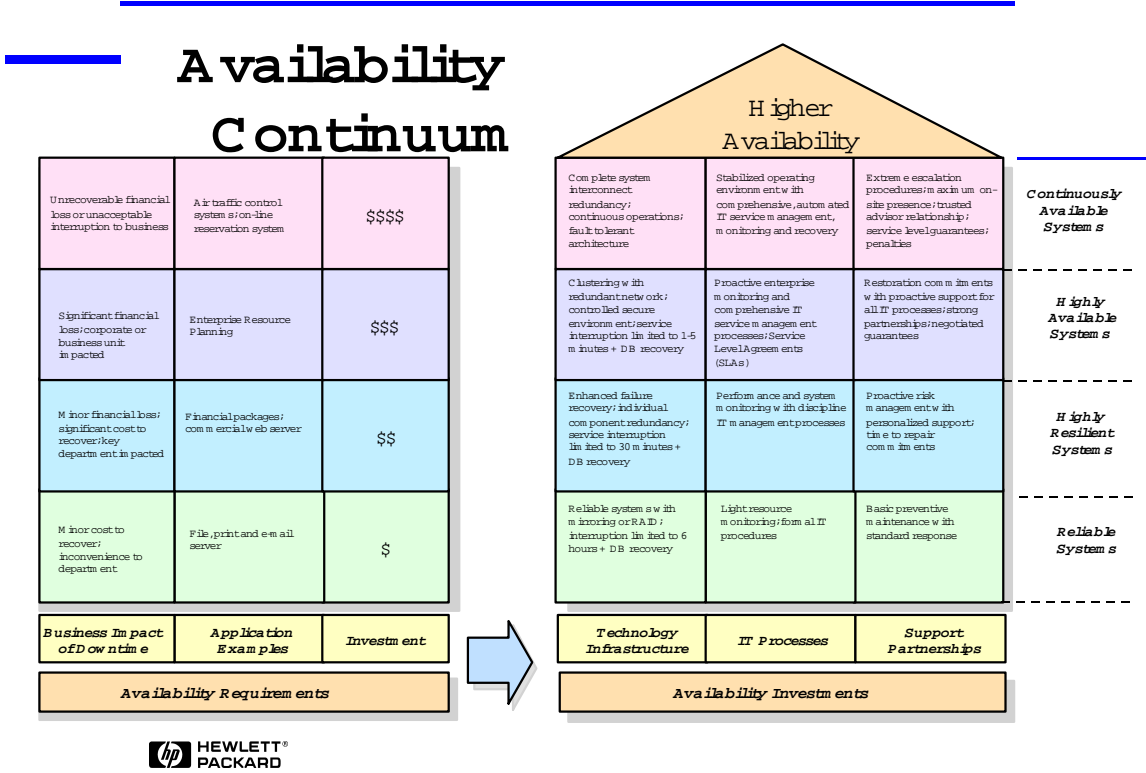 Availability
Continuum
Higher
Availability
Unrecoverable financial
loss or unacceptable
interruption to business
Air traffic control
systems; on-line
reservation system
$$$$
Complete system
interconnect
redundancy;
continuous operations;
fault tolerant
architecture
Stabilized operating
environment with
comprehensive, automated
IT service management,
monitoring and recovery
Extreme escalation
procedures; maximum on-
site presence; trusted
advisor relationship;
service level guarantees;
penalties
Continuously
Available
Systems
Significant financial
loss; corporate or
business unit
impacted
Enterprise Resource
Planning
$$$
Clustering with
redundant network;
controlled secure
environment; service
interruption limited to 1-5
minutes + DB recovery
Proactive enterprise
monitoring and
comprehensive IT
service management
processes; Service
Level Agreements
(SLAs)
Restoration commitments
with proactive support for
all IT processes; strong
partnerships; negotiated
guarantees
Highly
Available
Systems
Minor financial loss;
significant cost to
recover; key
department impacted
Financial packages;
commercial web server
$$
Enhanced failure
recovery; individual
component redundancy;
service interruption
limited to 30 minutes +
DB recovery
Performance and system
monitoring with discipline
IT management processes
Proactive risk
management with
personalized support;
time to repair
commitments
Highly
Resilient
Systems
Minor cost to
recover;
inconvenience to
department
File, print and e-mail
server
$
Reliable systems with
mirroring or RAID;
interruption limited to 6
hours + DB recovery
Light resource
monitoring; formal IT
procedures
Basic preventive
maintenance with
standard response
Reliable
Systems
Business Impact
of Downtime
Application
Examples
Investment
Technology
Infrastructure
IT Processes
Support
Partnerships
Availability Requirements
Availability Investments
hp HEWLETT®
PACKARD